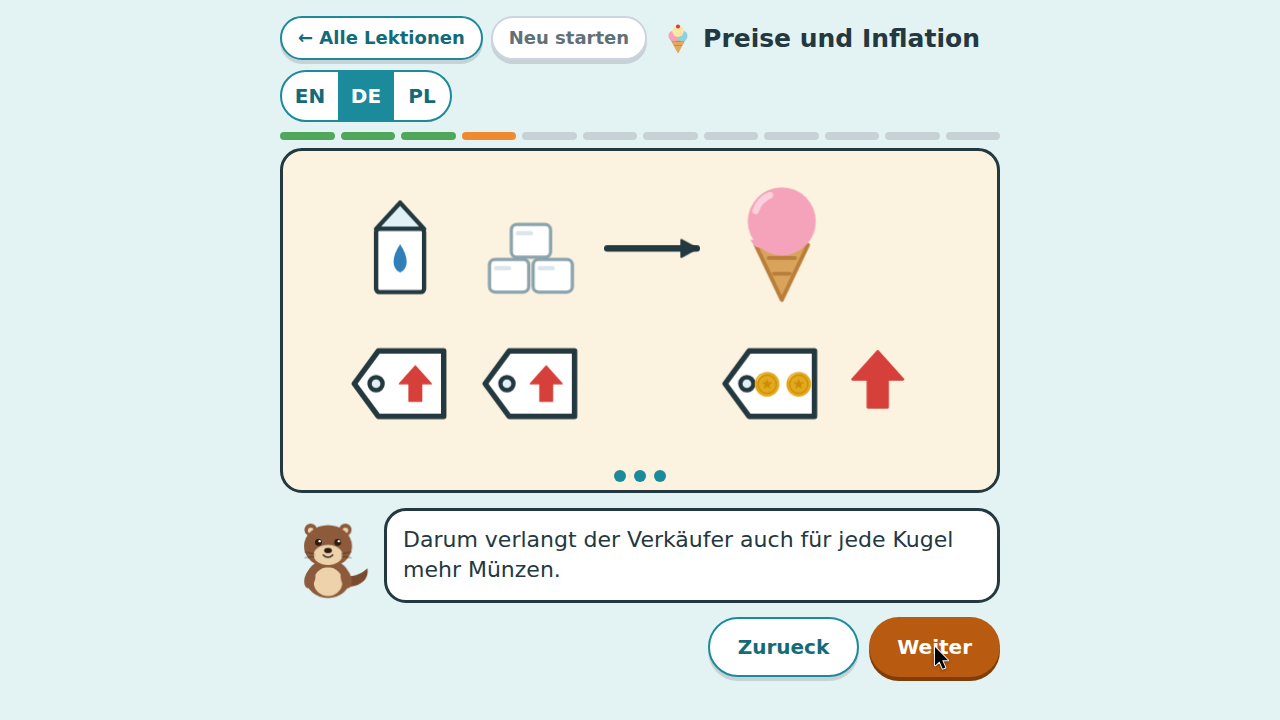 ← Alle Lektionen
Neu starten
Preise und Inflation
EN DE PL
Darum verlangt der Verkäufer auch für jede Kugel
mehr Münzen.
Zurueck
Weiter